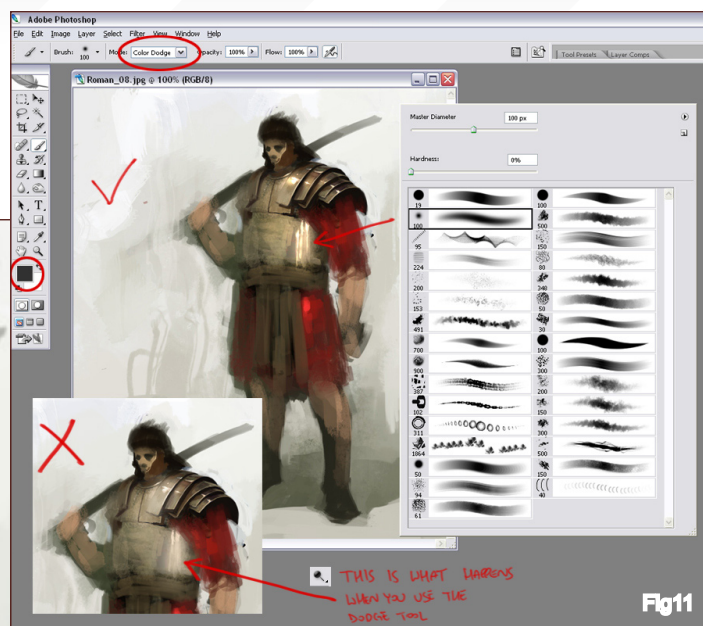 Adobe Photoshop
File Edit Image Layer Select Filter View Window Help
Brush: 100 Mode: Color Dodge Opacity: 100% Flow: 100%
Tool Presets Layer Comps
Roman_08.jpg @ 100% (RGB/8)
Master Diameter 100 px
Hardness: 0%
19 100
100 500
95 150
224 80
200 348
153 50
491 30
700 100
900 300
387 200
102 150
311 300
1864 500
50 150
94 40
61
THIS IS WHAT HAPPENS
WHEN YOU USE THE
DODGE TOOL
Fig11